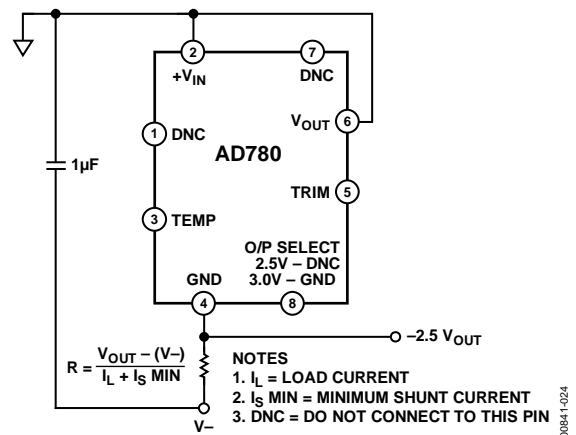 2
7
+VIN
DNC
6
VOUT
1
DNC
AD780
1µF
TRIM
5
3
TEMP
O/P SELECT
2.5V – DNC
3.0V – GND
GND
4
8
–2.5 VOUT
R = VOUT – (V–)
IL + IS MIN
NOTES
1. IL = LOAD CURRENT
2. IS MIN = MINIMUM SHUNT CURRENT
3. DNC = DO NOT CONNECT TO THIS PIN
V–
00841-024